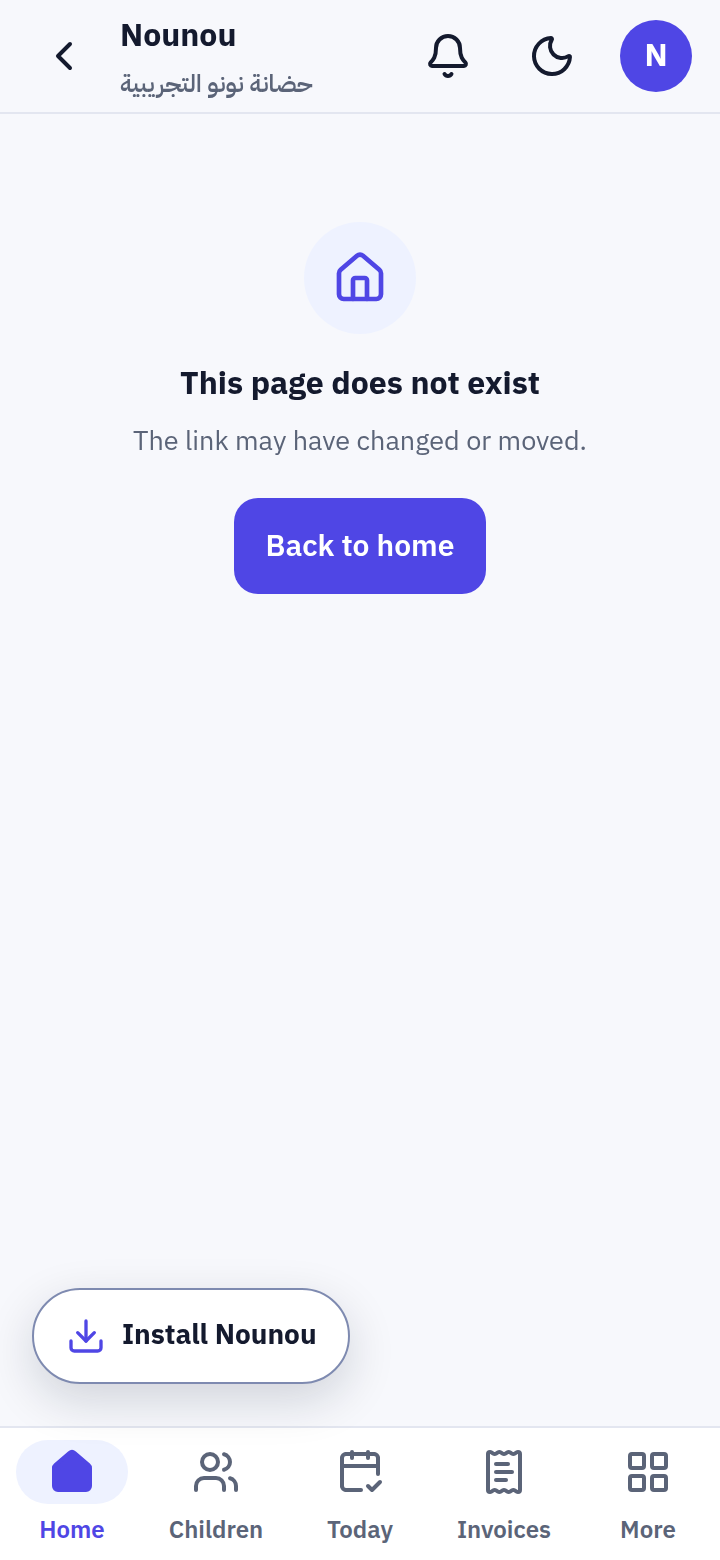 Nounou
حضانة نونو التجريبية
N
This page does not exist
The link may have changed or moved.
Back to home
Install Nounou
Home
Children
Today
Invoices
More